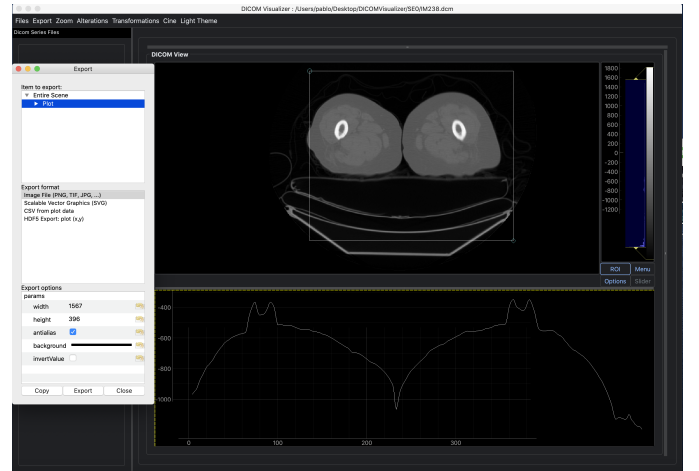 DICOM Visualizer : /Users/pablo/Desktop/DICOMVisualizer/SE0/IM238.dcm
Files Export Zoom Alterations Transformations Cine Light Theme
Dicom Series Files
DICOM View
Export
Item to export:
Entire Scene
Plot
Export format
Image File (PNG, TIF, JPG, ...)
Scalable Vector Graphics (SVG)
CSV from plot data
HDF5 Export: plot (x,y)
Export options
params
width 1567
height 396
antialias
background
invertValue
Copy Export Close
1800
1600
1400
1200
1000
800
600
400
200
0
-200
-400
-600
-800
-1000
-1200
ROI Menu
Options Slider
-400
-600
-800
-1000
0 100 200 300